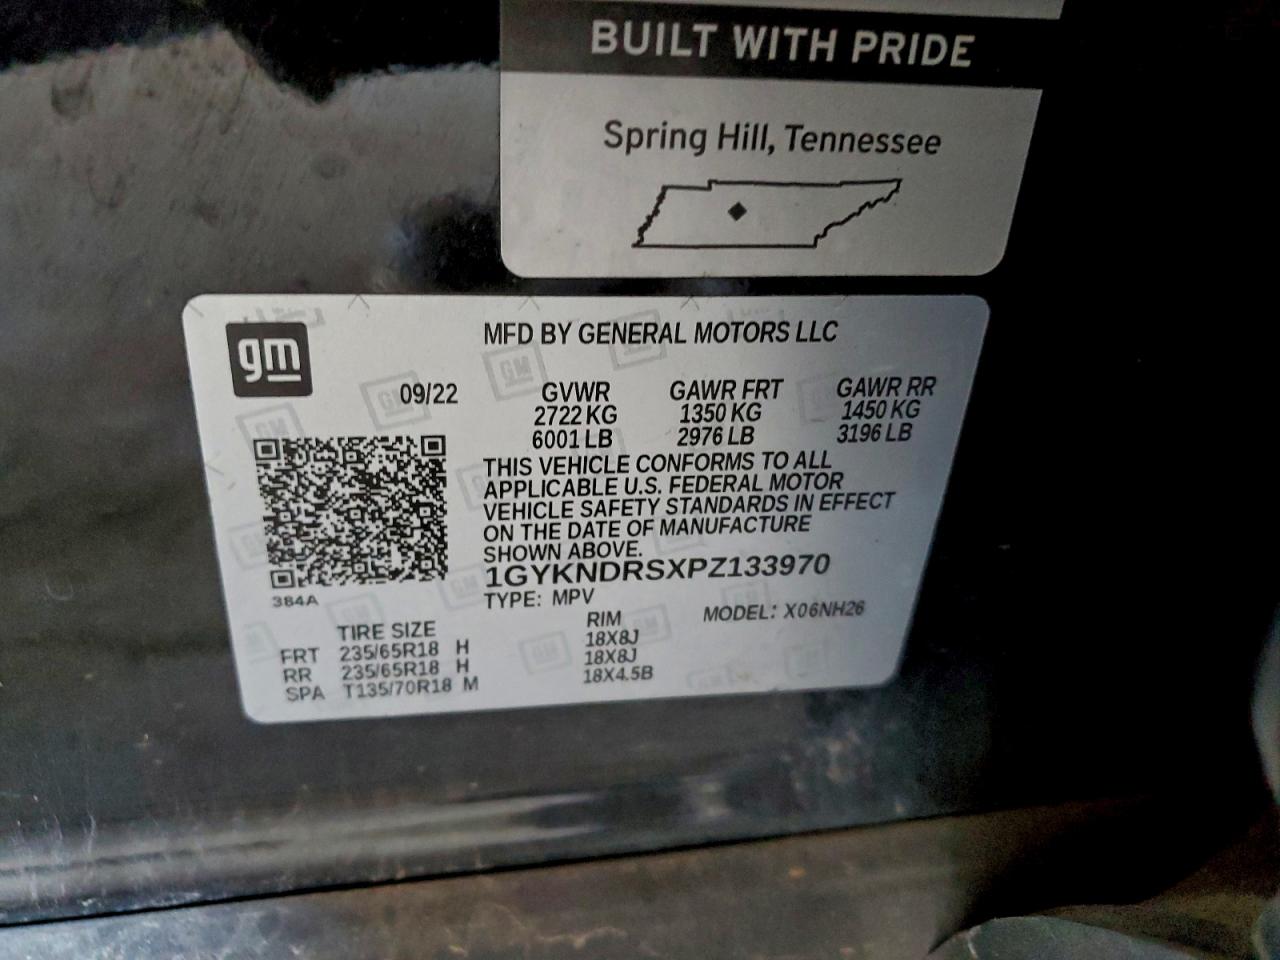 BUILT WITH PRIDE
Spring Hill, Tennessee
gm
MFD BY GENERAL MOTORS LLC
09/22
GVWR GAWR FRT GAWR RR
2722 KG 1350 KG 1450 KG
6001 LB 2976 LB 3196 LB
THIS VEHICLE CONFORMS TO ALL
APPLICABLE U.S. FEDERAL MOTOR
VEHICLE SAFETY STANDARDS IN EFFECT
ON THE DATE OF MANUFACTURE
SHOWN ABOVE.
1GYKNDRSXPZ133970
384A
TYPE: MPV
MODEL: X06NH26
TIRE SIZE RIM
FRT 235/65R18 H 18X8J
RR 235/65R18 H 18X8J
SPA T135/70R18 M 18X4.5B